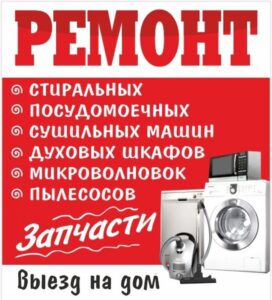 РЕМОНТ
СТИРАЛЬНЫХ
ПОСУДОМОЕЧНЫХ
СУШИЛЬНЫХ МАШИН
ДУХОВЫХ ШКАФОВ
МИКРОВОЛНОВОК
ПЫЛЕСОСОВ
Запчасти
Выезд на дом